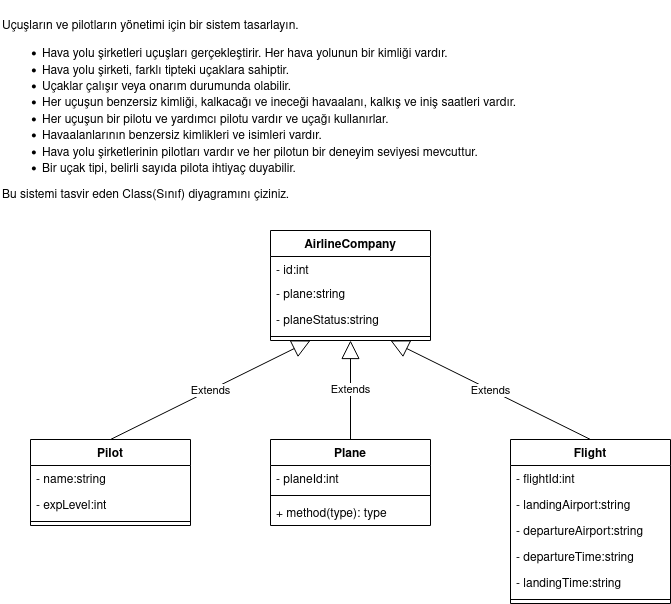 Uçuşların ve pilotların yönetimi için bir sistem tasarlayın.
• Hava yolu şirketleri uçuşları gerçekleştirir. Her hava yolunun bir kimliği vardır.
• Hava yolu şirketi, farklı tipteki uçaklara sahiptir.
• Uçaklar çalışır veya onarım durumunda olabilir.
• Her uçuşun benzersiz kimliği, kalkacağı ve ineceği havaalanı, kalkış ve iniş saatleri vardır.
• Her uçuşun bir pilotu ve yardımcı pilotu vardır ve uçağı kullanırlar.
• Havaalanlarının benzersiz kimlikleri ve isimleri vardır.
• Hava yolu şirketlerinin pilotları vardır ve her pilotun bir deneyim seviyesi mevcuttur.
• Bir uçak tipi, belirli sayıda pilota ihtiyaç duyabilir.
Bu sistemi tasvir eden Class(Sınıf) diyagramını çiziniz.
AirlineCompany
- id:int
- plane:string
- planeStatus:string
Extends
Extends
Extends
Pilot
- name:string
- expLevel:int
Plane
- planeId:int
+ method(type): type
Flight
- flightId:int
- landingAirport:string
- departureAirport:string
- departureTime:string
- landingTime:string